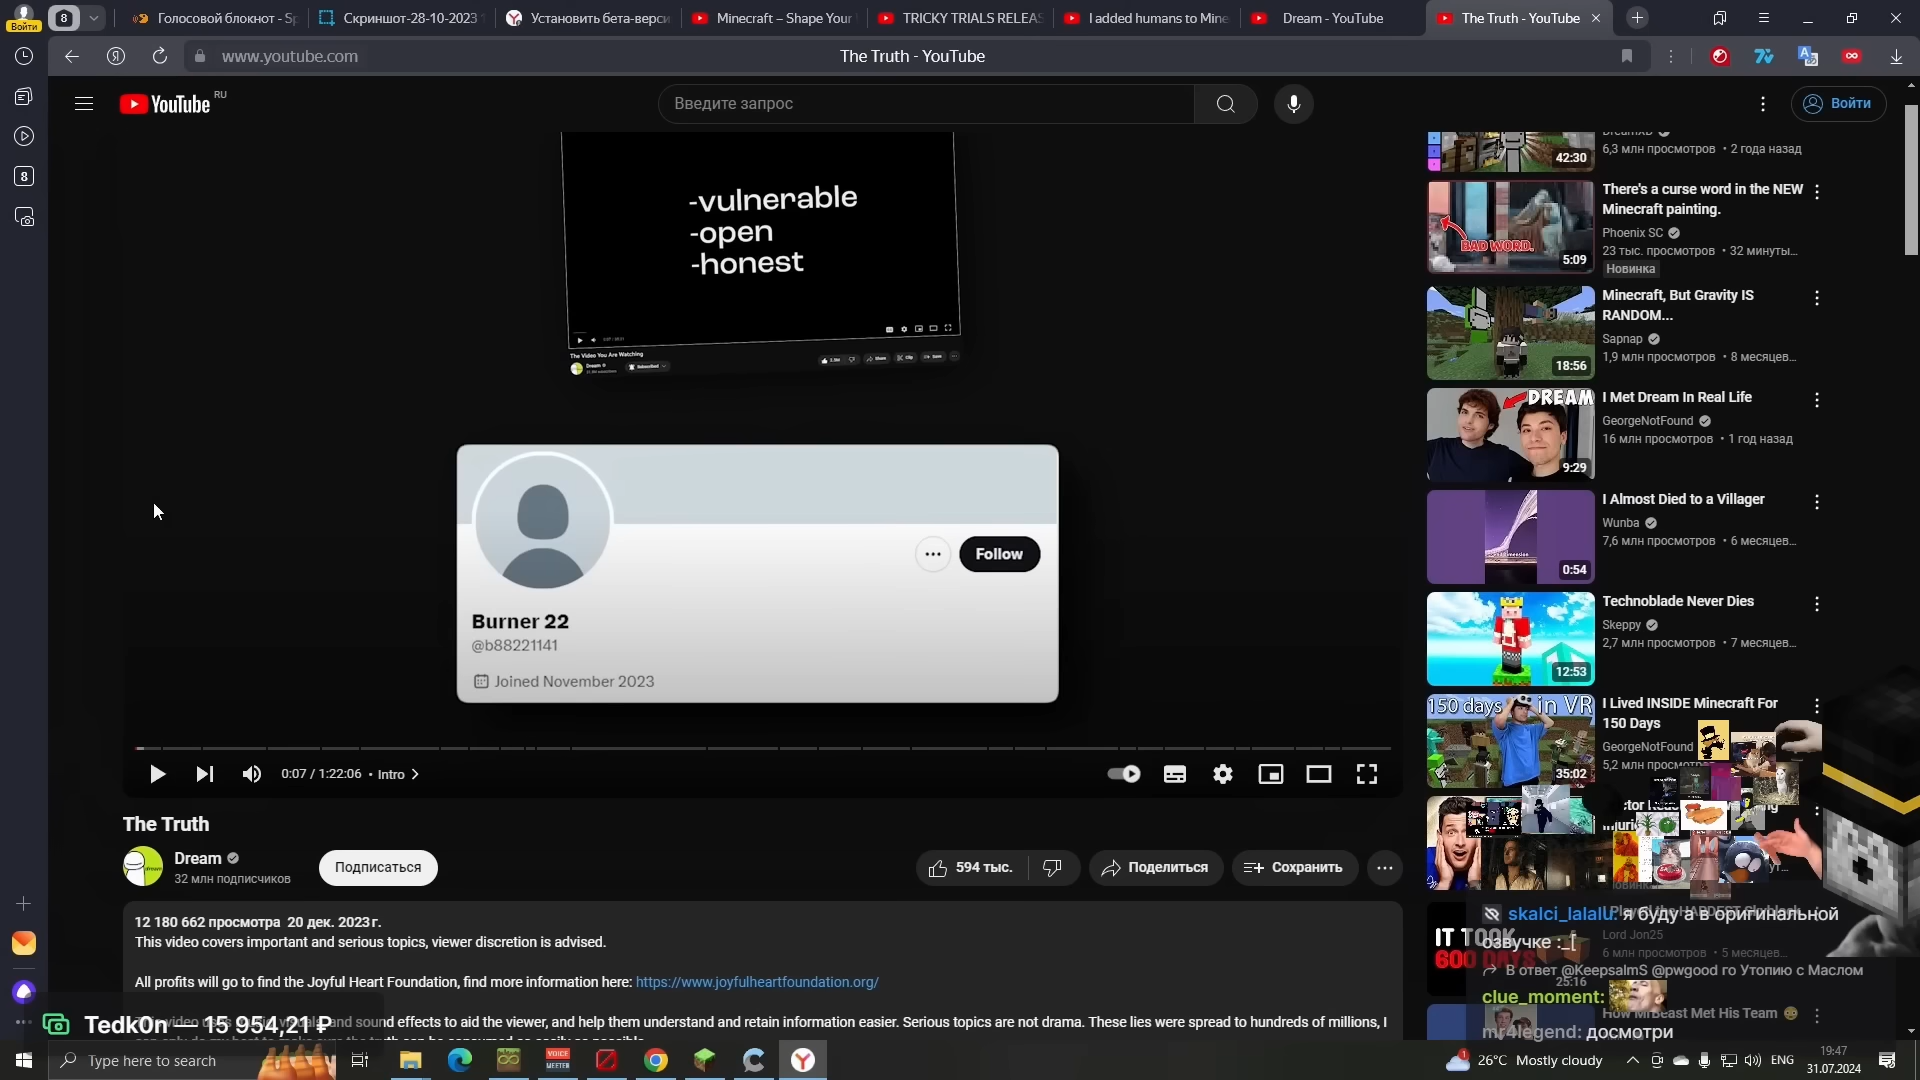 Войти
8
Голосовой блокнот - Sp
Скриншот-28-10-2023
Установить бета-верси
Minecraft – Shape Your
TRICKY TRIALS RELEAS
I added humans to Mine
Dream - YouTube
The Truth - YouTube
www.youtube.com
The Truth - YouTube
8
YouTube RU
Введите запрос
Войти
-vulnerable
-open
-honest
The Video You Are Watching
Dream
Subscribed
Share
Clip
Save
Follow
Burner 22
@b88221141
Joined November 2023
0:07 / 1:22:06 • Intro
The Truth
Dream
32 млн подписчиков
Подписаться
594 тыс.
Поделиться
Сохранить
12 180 662 просмотра 20 дек. 2023 г.
This video covers important and serious topics, viewer discretion is advised.
All profits will go to find the Joyful Heart Foundation, find more information here: https://www.joyfulheartfoundation.org/
and sound effects to aid the viewer, and help them understand and retain information easier. Serious topics are not drama. These lies were spread to hundreds of millions, I
Tedk0n — 15 954,21 ₽
DreamXD
6,3 млн просмотров • 2 года назад
42:30
There's a curse word in the NEW
Minecraft painting.
Phoenix SC
23 тыс. просмотров • 32 минуты...
Новинка
BAD WORD.
5:09
Minecraft, But Gravity IS
RANDOM...
Sapnap
1,9 млн просмотров • 8 месяцев...
18:56
I Met Dream In Real Life
GeorgeNotFound
16 млн просмотров • 1 год назад
DREAM
9:29
I Almost Died to a Villager
Wunba
7,6 млн просмотров • 6 месяцев...
0:54
Technoblade Never Dies
Skeppy
2,7 млн просмотров • 7 месяцев...
12:53
I Lived INSIDE Minecraft For
150 Days
GeorgeNotFound
5,2 млн просмотров
150 days in VR
35:02
Lord Jon25
6 млн просмотров • 5 месяцев...
IT TOOK
600 DAYS
25:16
How MrBeast Met His Team
skalci_lalalu: я буду а в оригинальной
озвучке :_[
В ответ @KeepsalmS @pwgood го Утопию с Маслом
clue_moment:
mr4legend: досмотри
Type here to search
VOICE
MEETER
1
26°C Mostly cloudy
ENG
19:47
31.07.2024